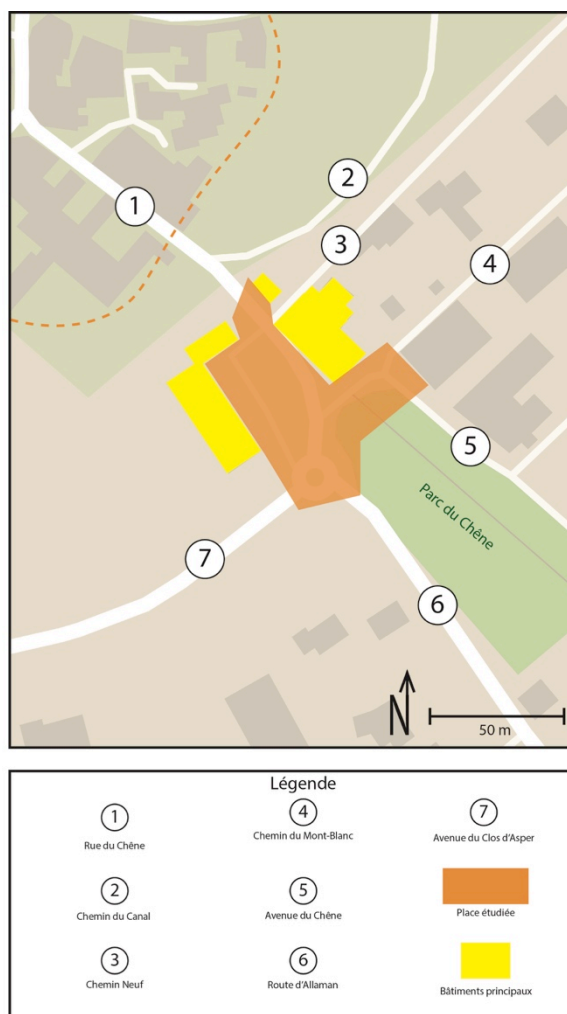 1
2
3
4
5
6
7
Parc du Chêne
N
50 m
Légende
1
Rue du Chêne
4
Chemin du Mont-Blanc
7
Avenue du Clos d'Asper
2
Chemin du Canal
5
Avenue du Chêne
Place étudiée
3
Chemin Neuf
6
Route d'Allaman
Bâtiments principaux